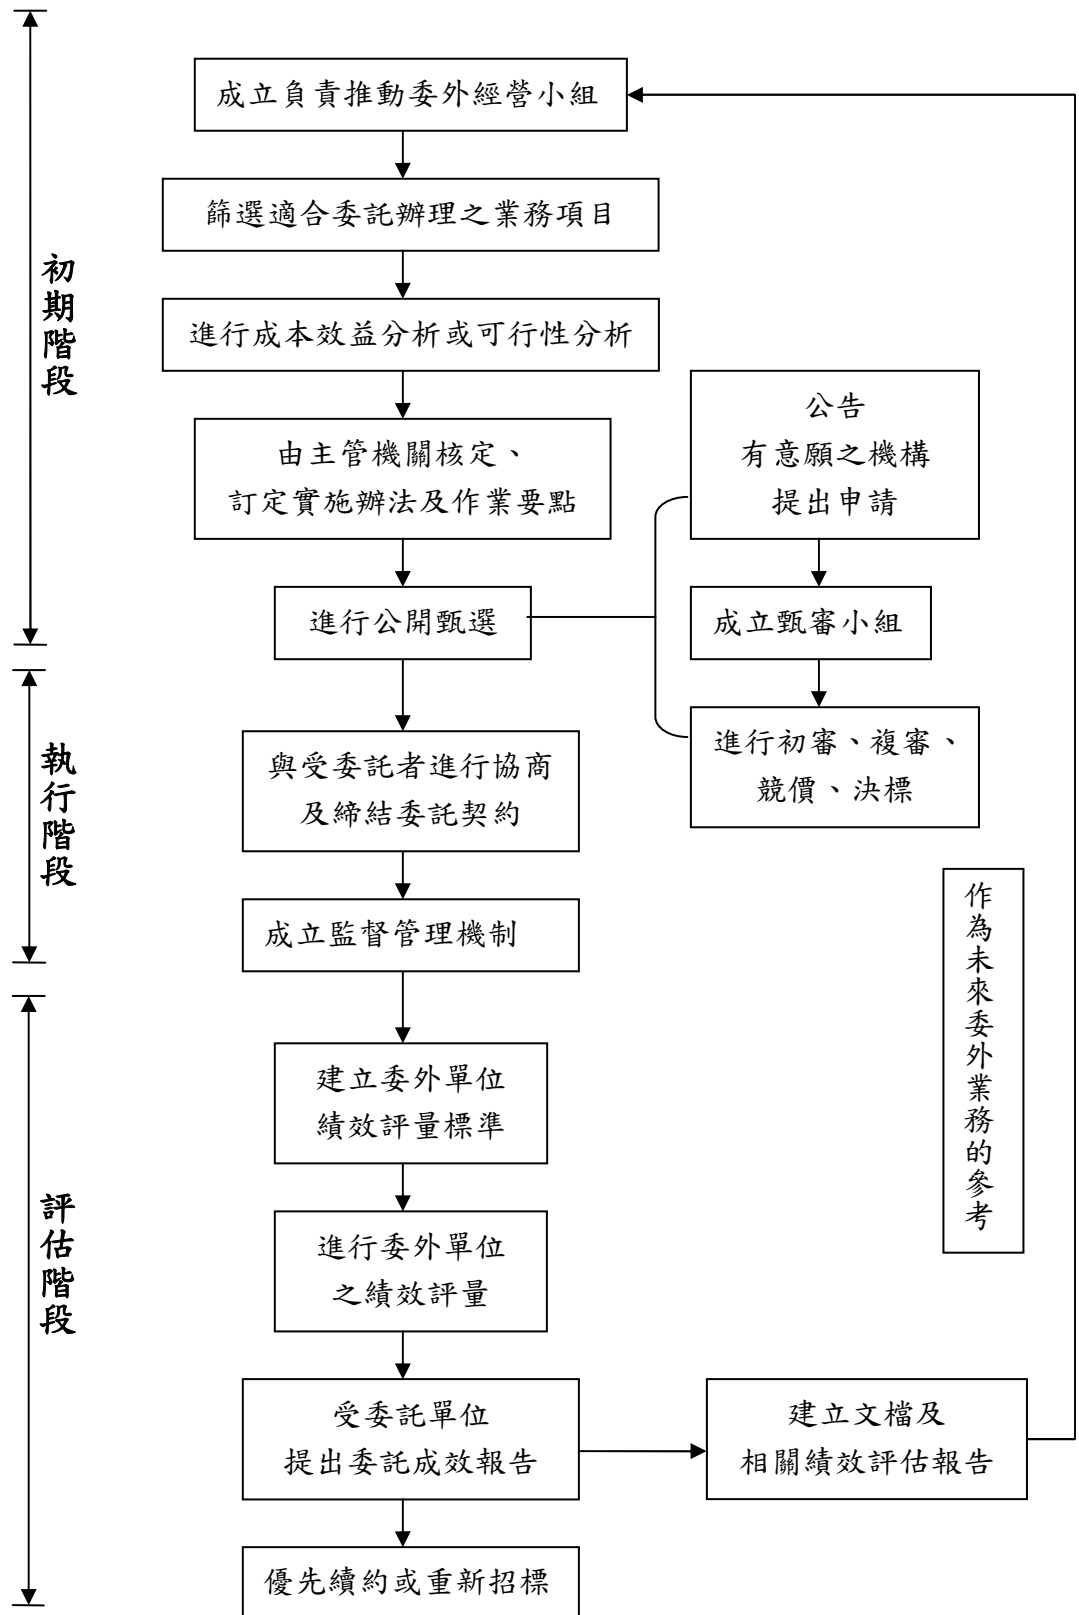 初期階段
成立負責推動委外經營小組
篩選適合委託辦理之業務項目
進行成本效益分析或可行性分析
由主管機關核定、
訂定實施辦法及作業要點
進行公開甄選
公告
有意願之機構
提出申請
成立甄審小組
進行初審、複審、
競價、決標
執行階段
與受委託者進行協商
及締結委託契約
成立監督管理機制
評估階段
建立委外單位
績效評量標準
進行委外單位
之績效評量
受委託單位
提出委託成效報告
建立文檔及
相關績效評估報告
優先續約或重新招標
作為未來委外業務的參考